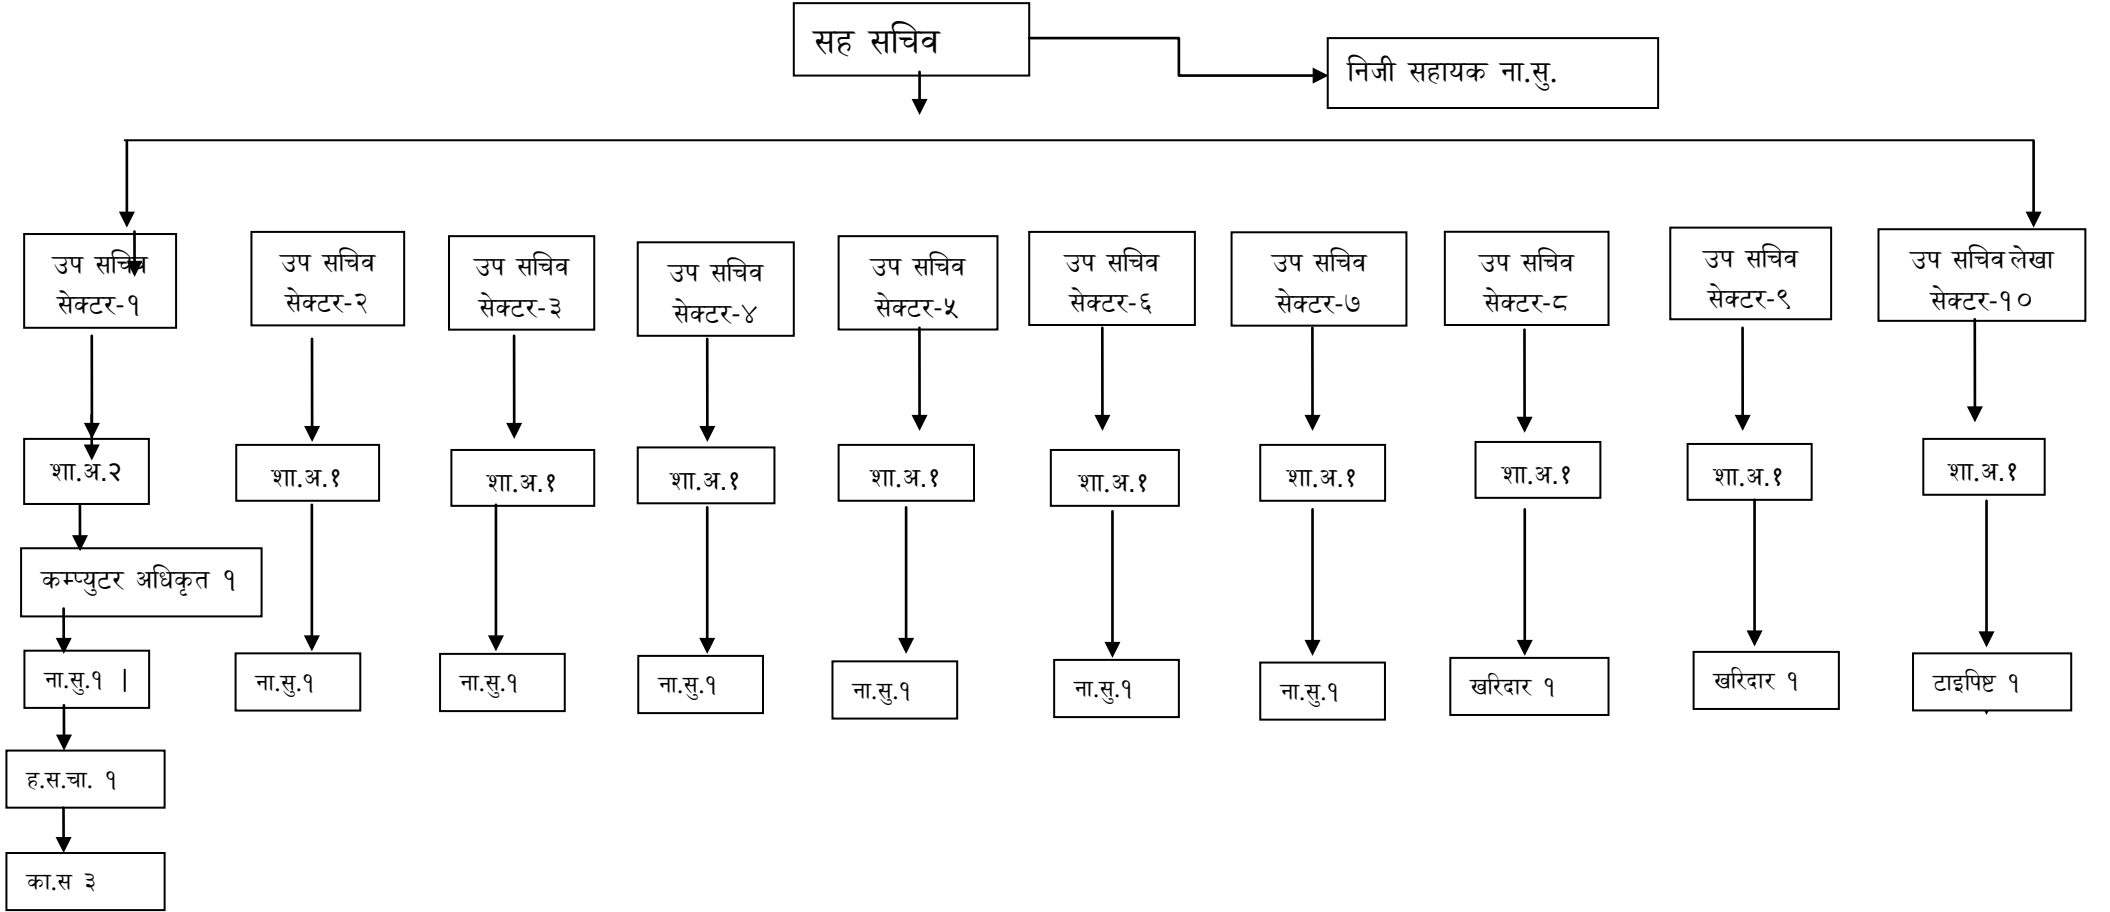 सह सचिव
निजी सहायक ना.सु.
उप सचिव
सेक्टर-१
उप सचिव
सेक्टर-२
उप सचिव
सेक्टर-३
उप सचिव
सेक्टर-४
उप सचिव
सेक्टर-५
उप सचिव
सेक्टर-६
उप सचिव
सेक्टर-७
उप सचिव
सेक्टर-८
उप सचिव
सेक्टर-९
उप सचिव लेखा
सेक्टर-१०
शा.अ.२
शा.अ.१
शा.अ.१
शा.अ.१
शा.अ.१
शा.अ.१
शा.अ.१
शा.अ.१
शा.अ.१
शा.अ.१
कम्प्युटर अधिकृत १
ना.सु.१ |
ना.सु.१
ना.सु.१
ना.सु.१
ना.सु.१
ना.सु.१
ना.सु.१
खरिदार १
खरिदार १
टाइपिष्ट १
ह.स.चा. १
का.स ३